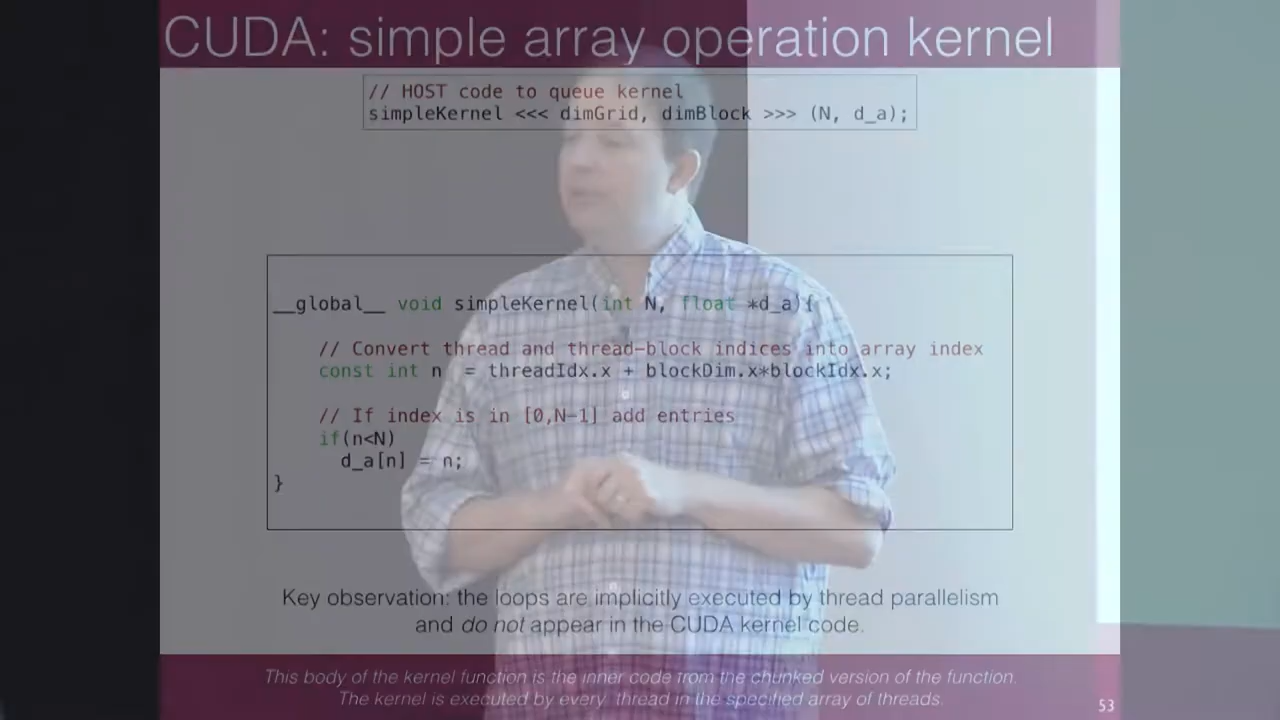 CUDA: simple array operation kernel
// HOST code to queue kernel
simpleKernel <<< dimGrid, dimBlock >>> (N, d_a);
__global__ void simpleKernel(int N, float *d_a){
// Convert thread and thread-block indices into array index
const int n = threadIdx.x + blockDim.x*blockIdx.x;
// If index is in [0,N-1] add entries
if(n<N)
d_a[n] = n;
}
Key observation: the loops are implicitly executed by thread parallelism
and do not appear in the CUDA kernel code.
This body of the kernel function is the inner code from the chunked version of the function.
The kernel is executed by every thread in the specified array of threads.
53